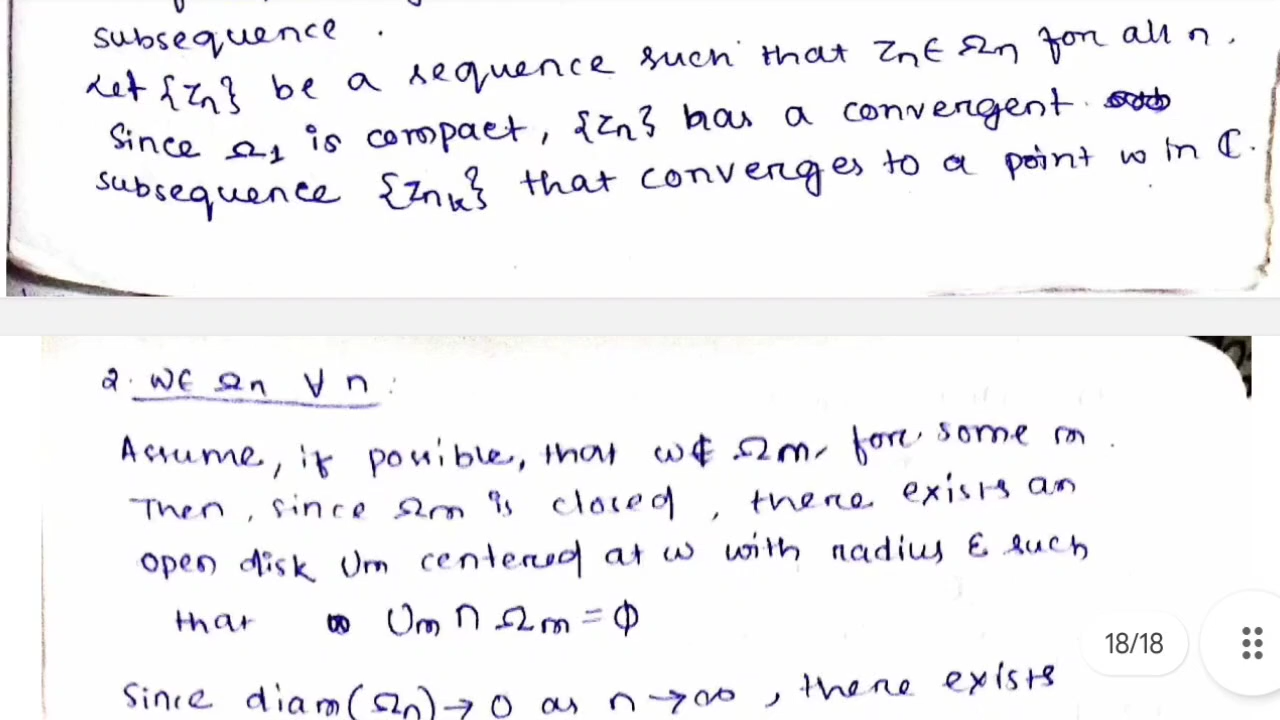 subsequence .
Let {Zn} be a sequence such that Zn∈ Ωn for all n.
Since Ω1 is compact, {Zn} has a convergent
subsequence {Znk} that converges to a point w in ℂ.
2. w∈ Ωn ∀ n :
Assume, if possible, that w∉ Ωm, for some m .
Then, since Ωm is closed, there exists an
open disk Um centered at w with radius ε such
that Um ∩ Ωm = ϕ
18/18
Since diam(Ωn)→0 as n→∞, there exists